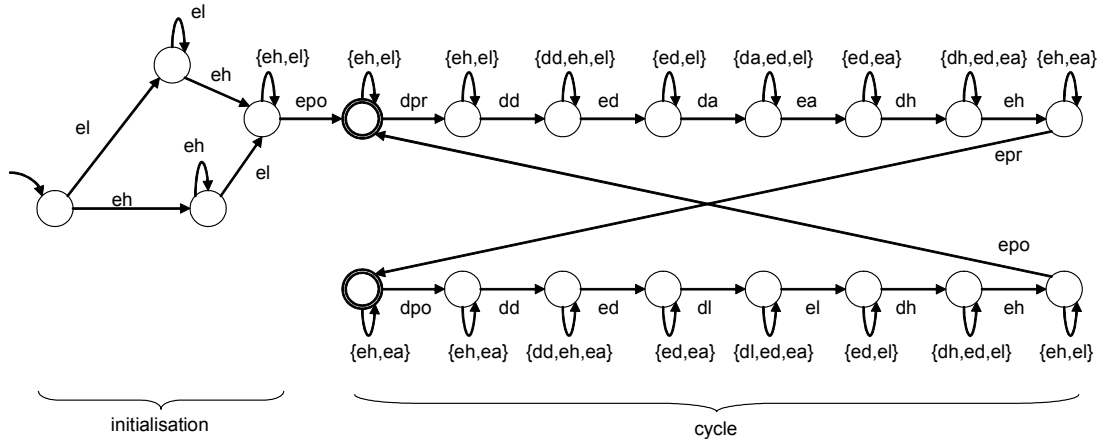 el
{eh,el} {eh,el} {eh,el} {dd,eh,el} {ed,el} {da,ed,el} {ed,ea} {dh,ed,ea} {eh,ea}
eh
epo dpr dd ed da ea dh eh
el
eh
el
epr
eh
epo
dpo dd ed dl el dh eh
{eh,ea} {eh,ea} {dd,eh,ea} {ed,ea} {dl,ed,ea} {ed,el} {dh,ed,el} {eh,el}
initialisation
cycle